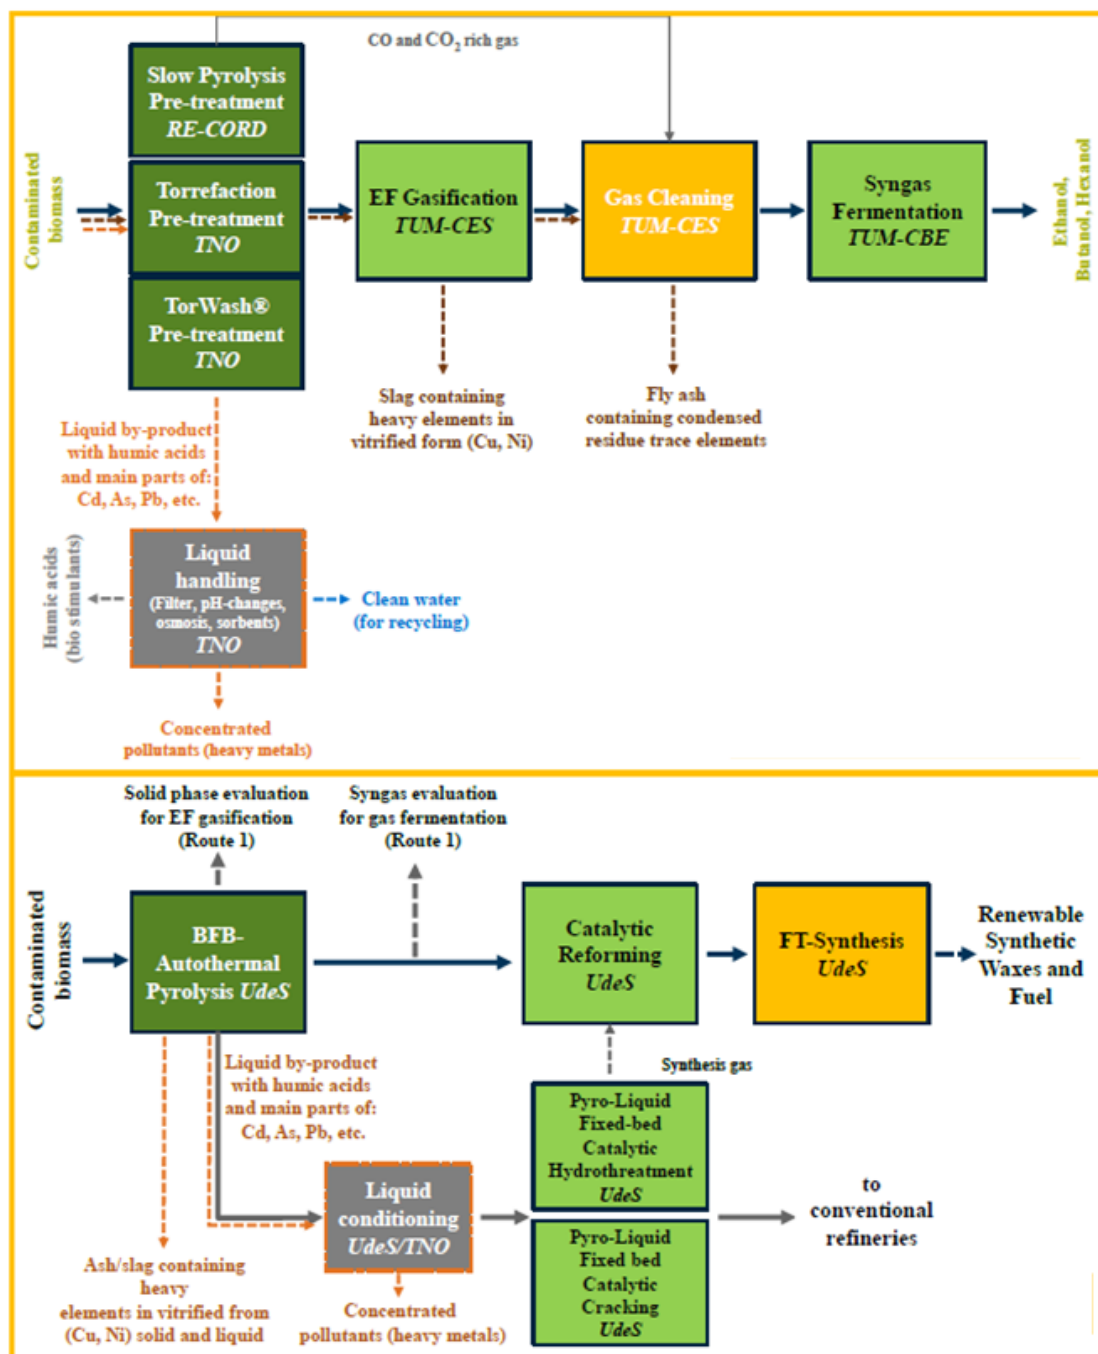 CO and CO2 rich gas
Slow Pyrolysis
Pre-treatment
RE-CORD
Contaminated
biomass
Torrefaction
Pre-treatment
TNO
TorWash®
Pre-treatment
TNO
EF Gasification
TUM-CES
Gas Cleaning
TUM-CES
Syngas
Fermentation
TUM-CBE
Ethanol,
Butanol, Hexanol
Slag containing
heavy elements in
vitrified form (Cu, Ni)
Fly ash
containing condensed
residue trace elements
Liquid by-product
with humic acids
and main parts of:
Cd, As, Pb, etc.
Humic acids
(bio stimulants)
Liquid
handling
(Filter, pH-changes,
osmosis, sorbents)
TNO
Clean water
(for recycling)
Concentrated
pollutants (heavy metals)
Solid phase evaluation
for EF gasification
(Route 1)
Syngas evaluation
for gas fermentation
(Route 1)
Contaminated
biomass
BFB-
Autothermal
Pyrolysis UdeS
Catalytic
Reforming
UdeS
FT-Synthesis
UdeS
Renewable
Synthetic
Waxes and
Fuel
Liquid by-product
with humic acids
and main parts of:
Cd, As, Pb, etc.
Synthesis gas
Pyro-Liquid
Fixed-bed
Catalytic
Hydrothreatment
UdeS
Liquid
conditioning
UdeS/TNO
to
conventional
refineries
Pyro-Liquid
Fixed bed
Catalytic
Cracking
UdeS
Ash/slag containing
heavy
elements in vitrified from
(Cu, Ni) solid and liquid
Concentrated
pollutants (heavy metals)